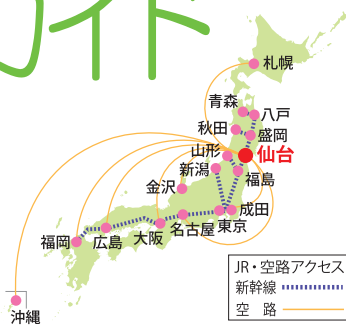 ガイド
札幌
青森
八戸
秋田
盛岡
山形
仙台
新潟
福島
金沢
成田
東京
名古屋
大阪
広島
福岡
沖縄
JR・空路アクセス
新幹線
空路